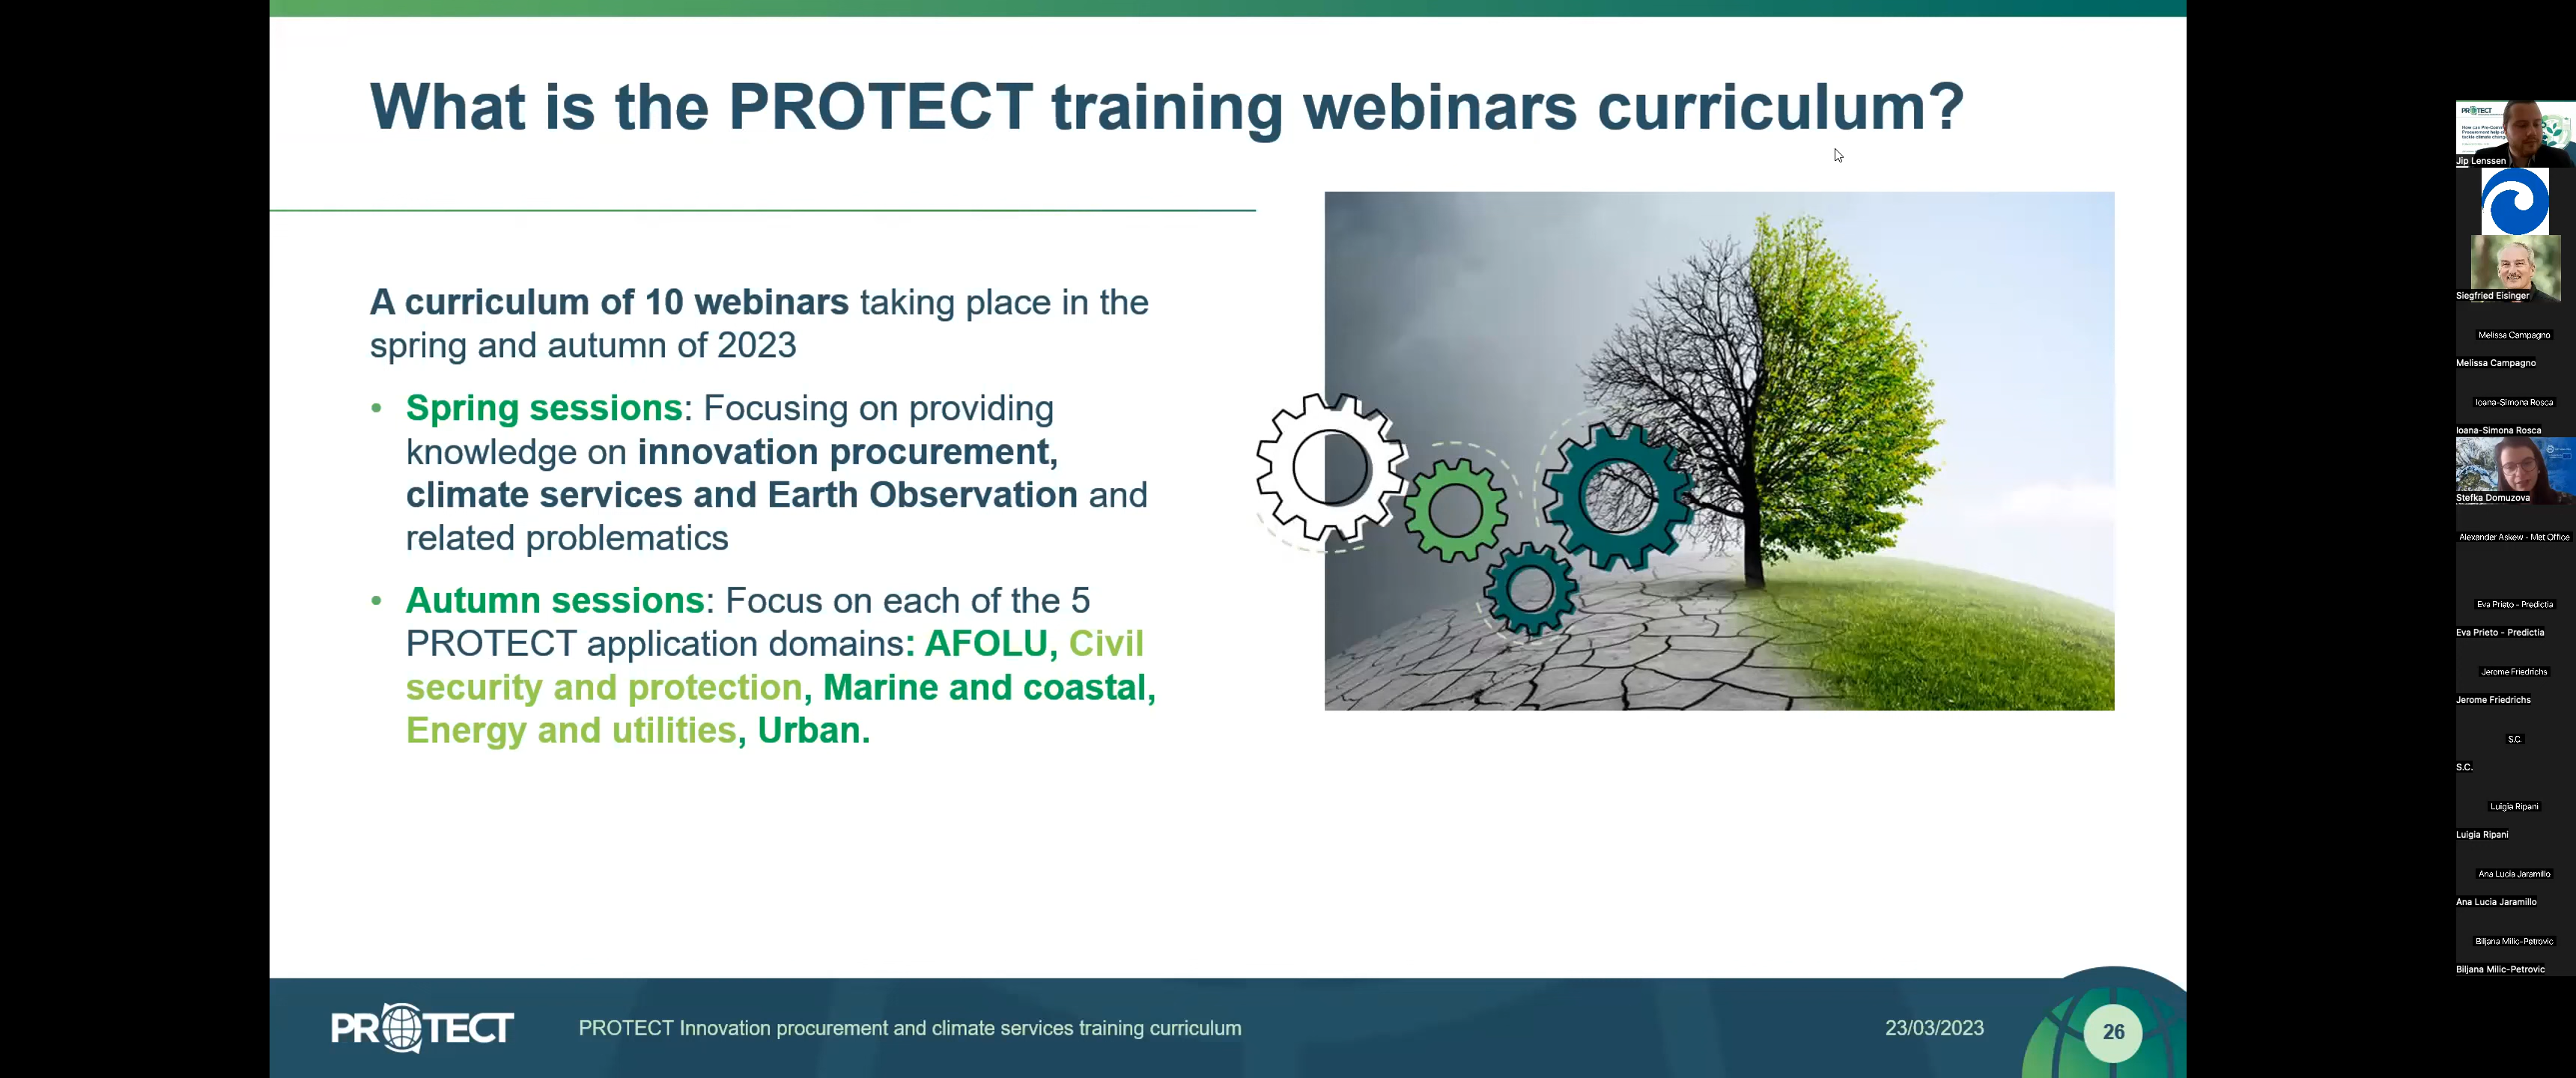 What is the PROTECT training webinars curriculum?
A curriculum of 10 webinars taking place in the
spring and autumn of 2023
• Spring sessions: Focusing on providing
knowledge on innovation procurement,
climate services and Earth Observation and
related problematics
• Autumn sessions: Focus on each of the 5
PROTECT application domains: AFOLU, Civil
security and protection, Marine and coastal,
Energy and utilities, Urban.
PROTECT
PROTECT Innovation procurement and climate services training curriculum
23/03/2023
26
PROTECT
Jip Lenssen
Siegfried Eisinger
Melissa Campagno
Melissa Campagno
Ioana-Simona Rosca
Ioana-Simona Rosca
Stefka Domuzova
Alexander Askew - Met Office
Eva Prieto - Predictia
Eva Prieto - Predictia
Jerome Friedrichs
Jerome Friedrichs
S.C.
S.C.
Luigia Ripani
Luigia Ripani
Ana Lucia Jaramillo
Ana Lucia Jaramillo
Biljana Milic-Petrovic
Biljana Milic-Petrovic